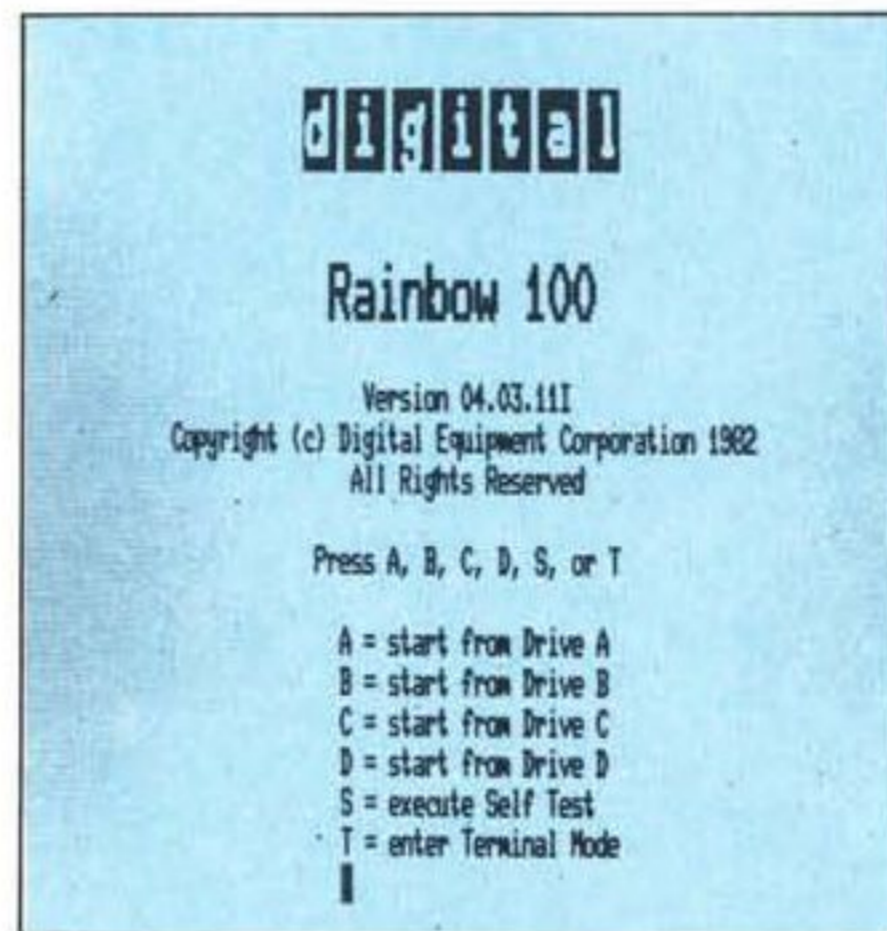 digital
Rainbow 100
Version 04.03.11I
Copyright (c) Digital Equipment Corporation 1982
All Rights Reserved
Press A, B, C, D, S, or T
A = start from Drive A
B = start from Drive B
C = start from Drive C
D = start from Drive D
S = execute Self Test
T = enter Terminal Mode